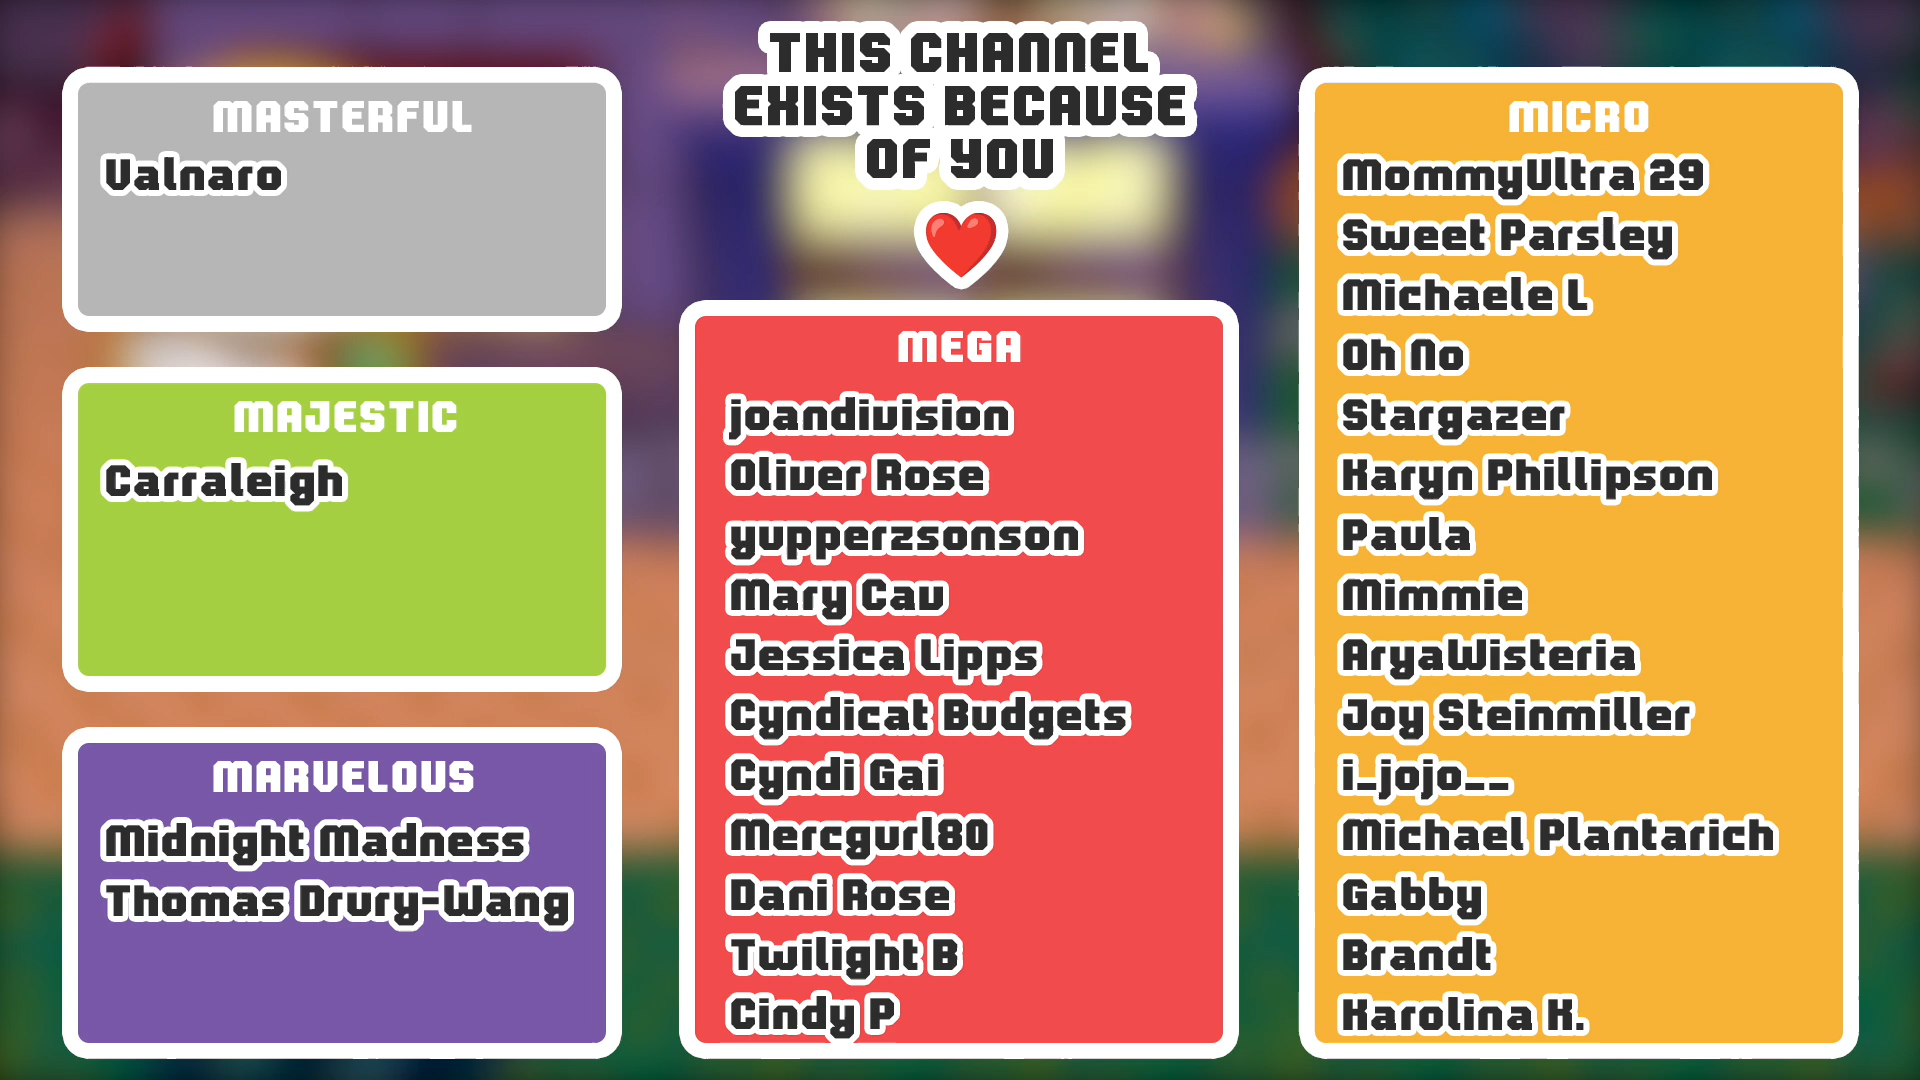 THIS CHANNEL
EXISTS BECAUSE
OF YOU
MASTERFUL
Valnaro
MAJESTIC
Carraleigh
MARVELOUS
Midnight Madness
Thomas Drury-Wang
MEGA
joandivision
Oliver Rose
yupperzsonson
Mary Cav
Jessica Lipps
Cyndicat Budgets
Cyndi Gai
Mercgurl80
Dani Rose
Twilight B
Cindy P
MICRO
MommyUltra 29
Sweet Parsley
Michaele L
Oh No
Stargazer
Karyn Phillipson
Paula
Mimmie
AryaWisteria
Joy Steinmiller
i_jojo__
Michael Plantarich
Gabby
Brandt
Karolina K.